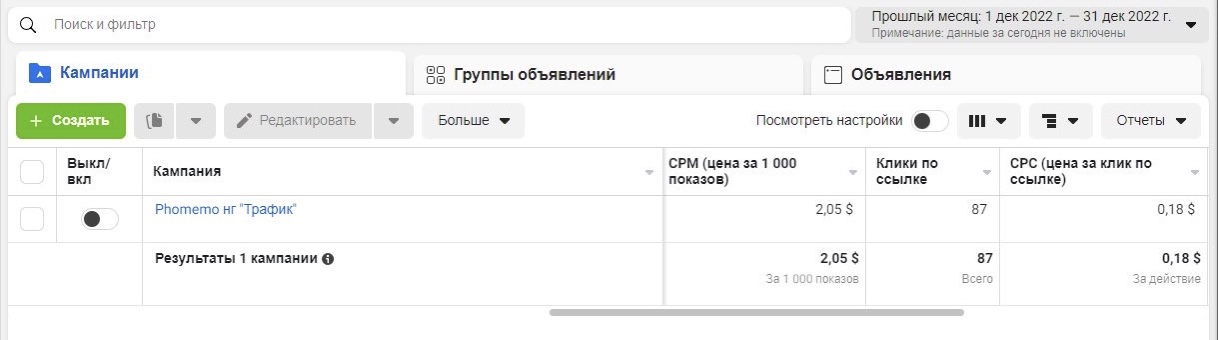 Поиск и фильтр
Прошлый месяц: 1 дек 2022 г. — 31 дек 2022 г.
Примечание: данные за сегодня не включены
Кампании
Группы объявлений
Объявления
+ Создать
Редактировать
Больше
Посмотреть настройки
Отчеты
Выкл/
вкл
Кампания
CPM (цена за 1 000
показов)
Клики по
ссылке
CPC (цена за клик по
ссылке)
Phomemo нг "Трафик"
2,05 $
87
0,18 $
Результаты 1 кампании
2,05 $
87
0,18 $
За 1 000 показов
Всего
За действие